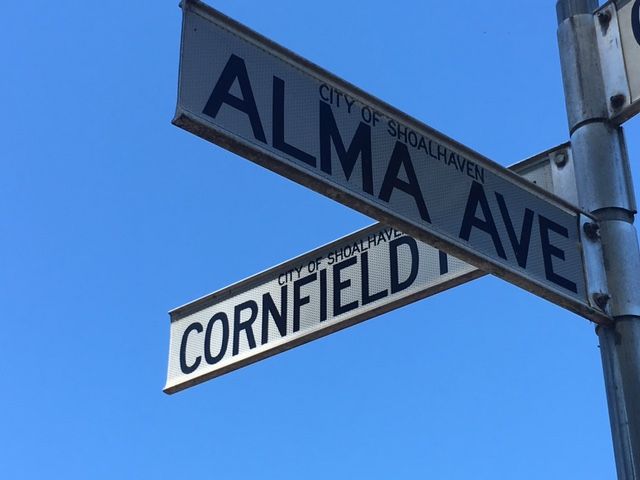 CITY OF SHOALHAVEN
ALMA AVE
CITY OF SHOALHAVEN
CORNFIELD